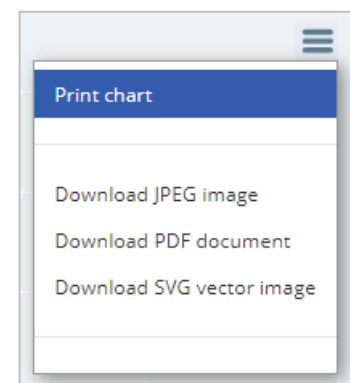 Print chart
Download JPEG image
Download PDF document
Download SVG vector image